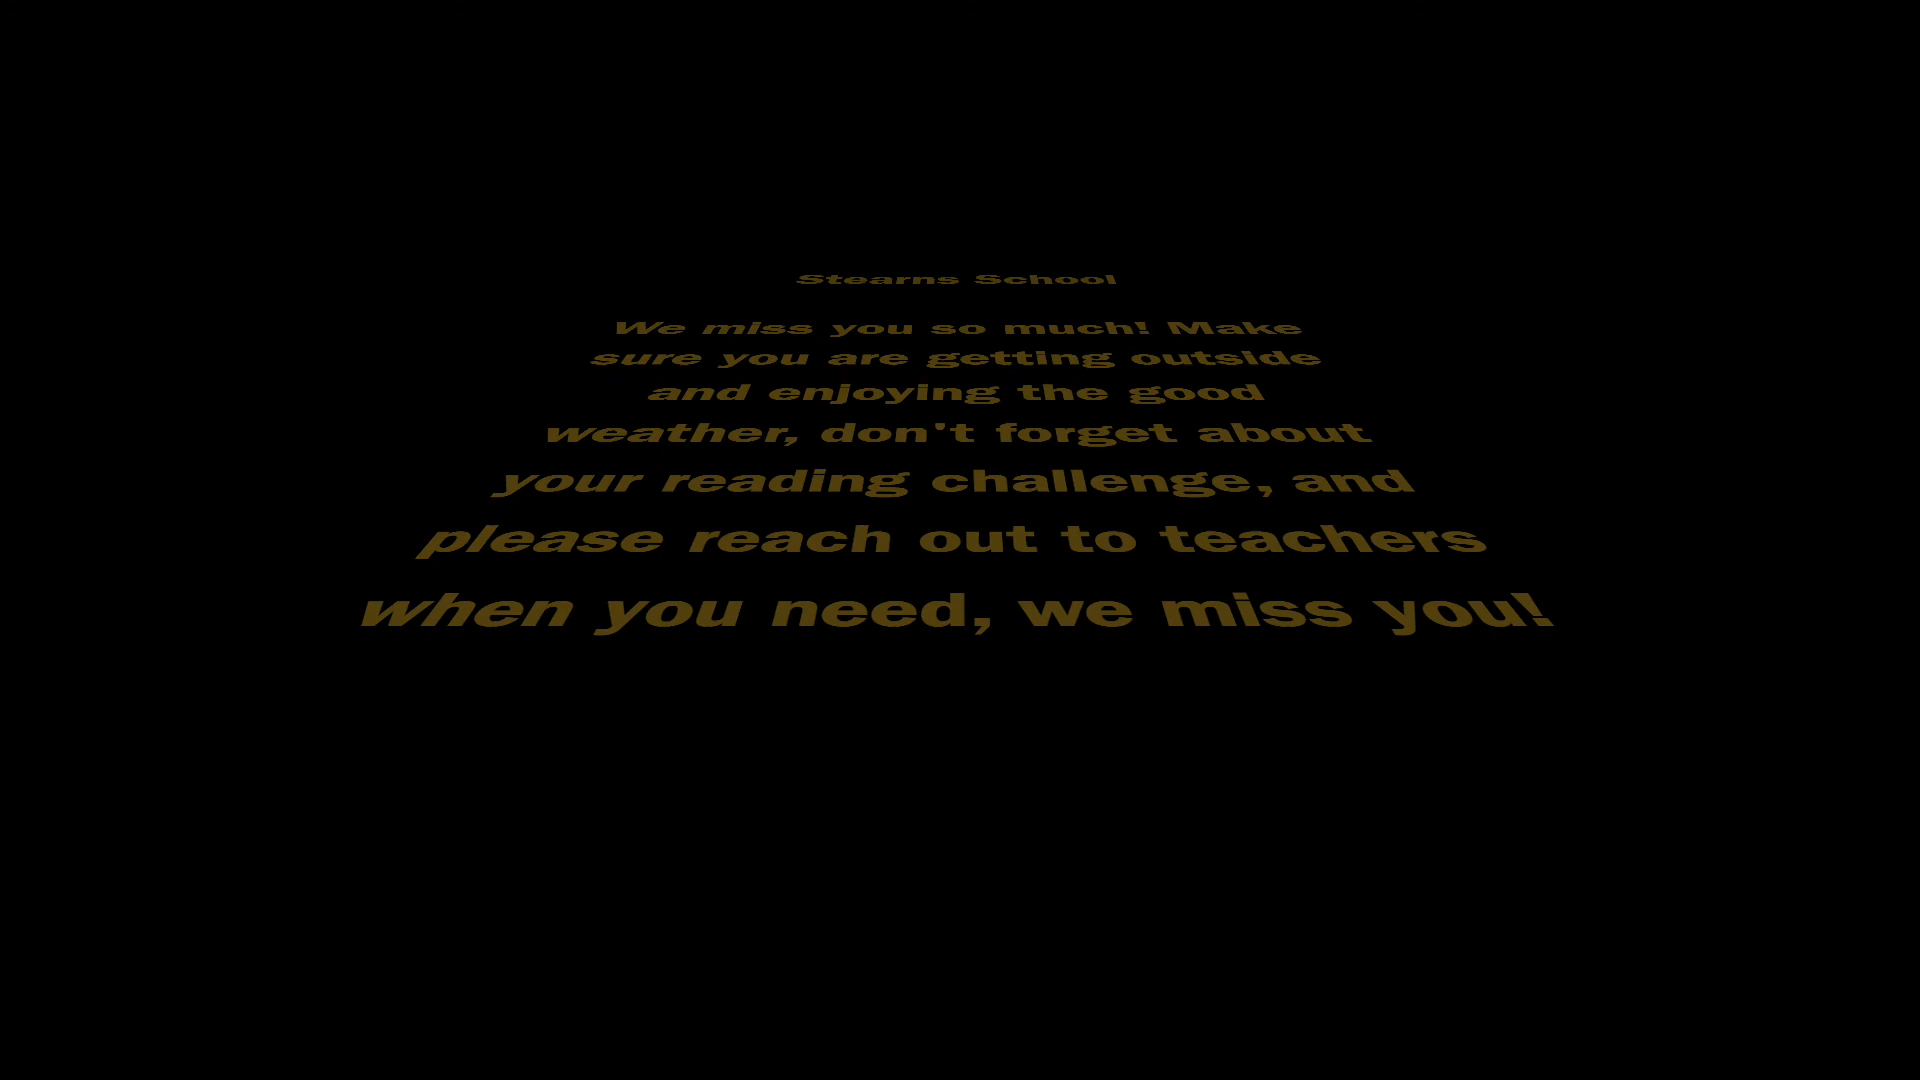 Stearns School
We miss you so much! Make
sure you are getting outside
and enjoying the good
weather, don't forget about
your reading challenge, and
please reach out to teachers
when you need, we miss you!